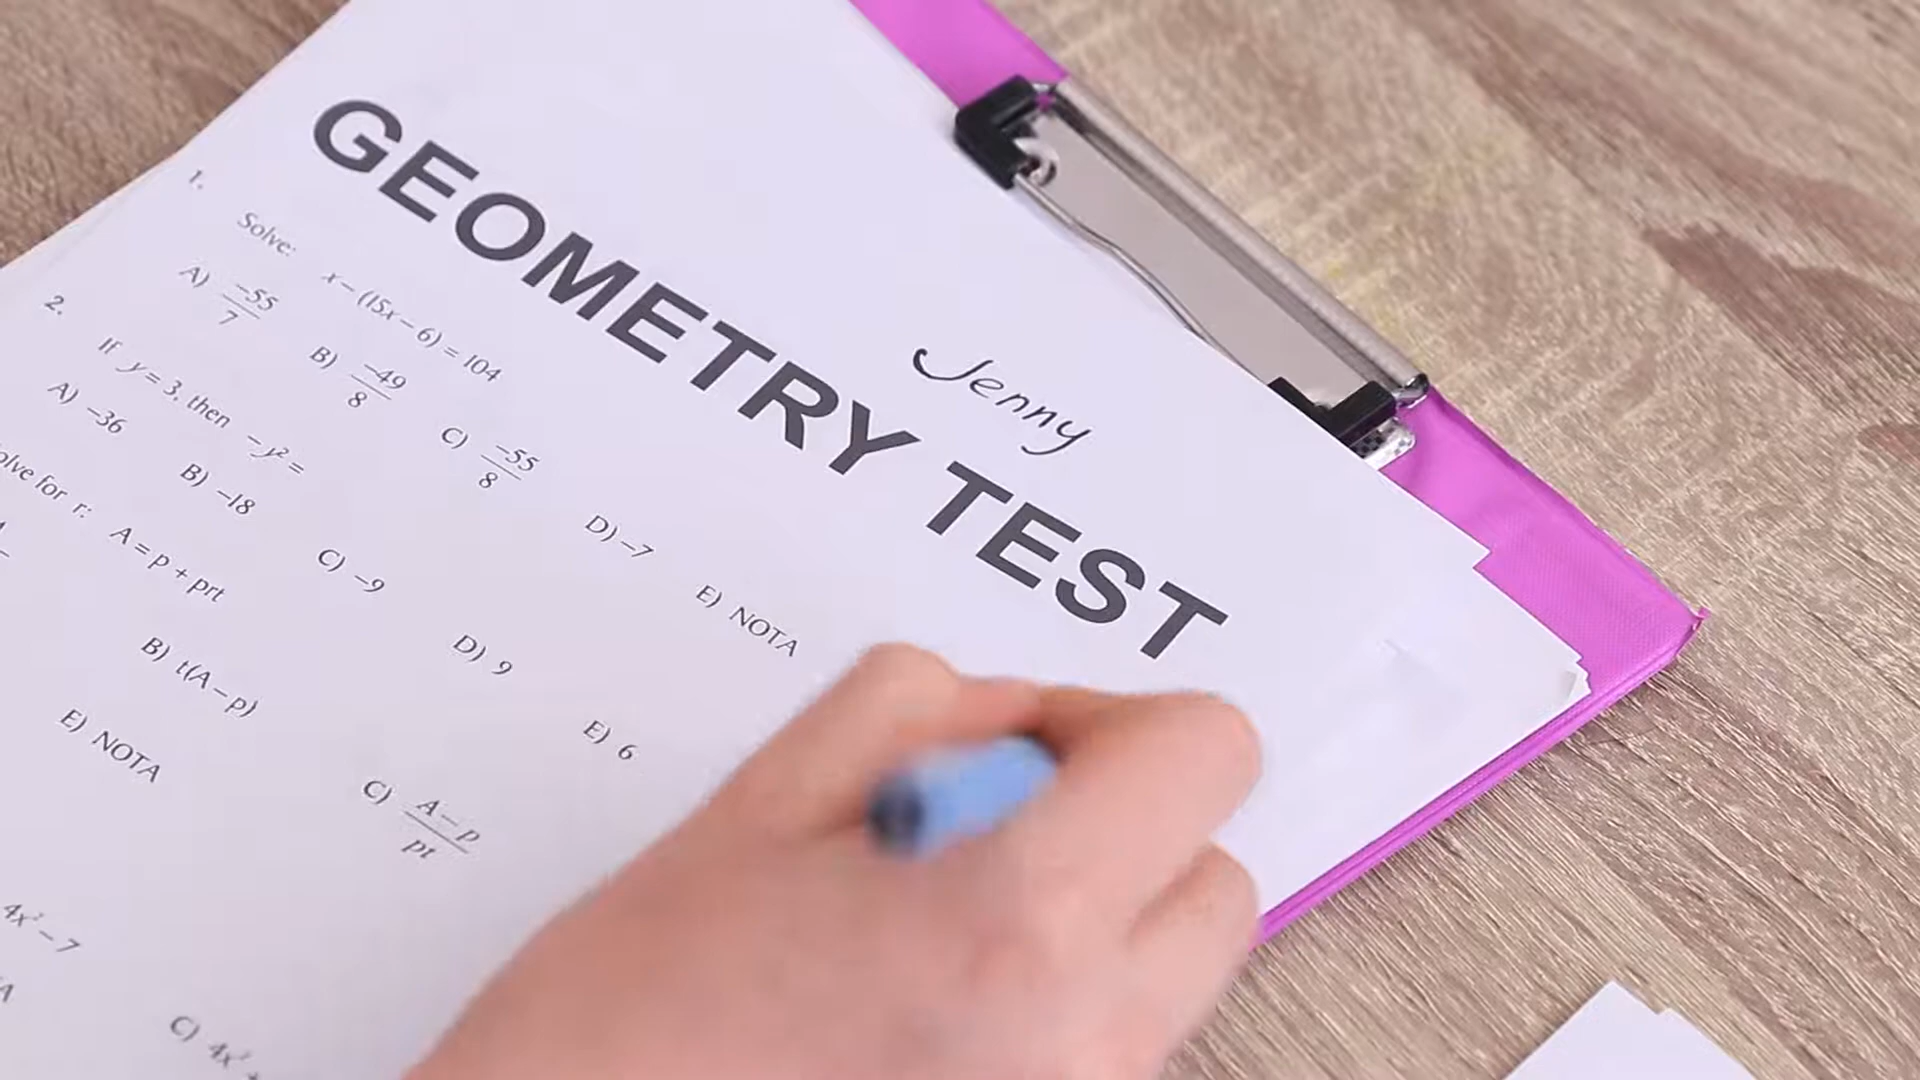 Jenny
GEOMETRY TEST
1.
Solve: x – (15x – 6) = 104
A) –55/7 B) –49/8 C) –55/8 D) –7 E) NOTA
2.
If y = 3, then –y² =
A) –36 B) –18 C) –9 D) 9 E) 6
for r: A = p + prt
B) t(A – p) C) A – p/pt
E) NOTA
4x² – 7
C) 4x²